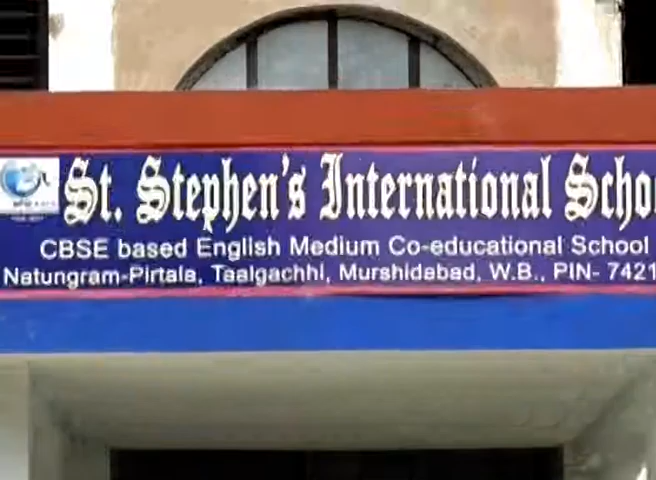 St. Stephen's International Scho
CBSE based English Medium Co-educational School
Natungram-Pirtala, Taalgachhi, Murshidabad, W.B., PIN- 7421